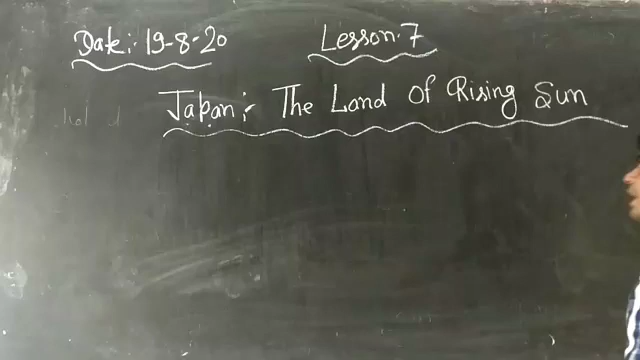 Date:- 19-8-20 Lesson.7
Japan:- The Land Of Rising Sun